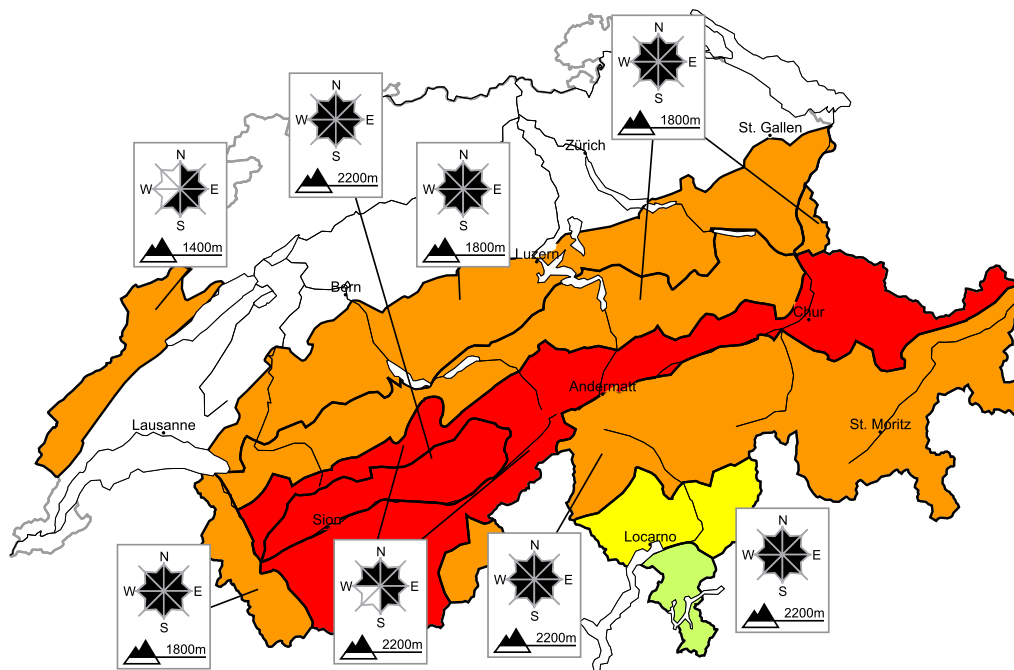 N
W E
S
1800m
St. Gallen
Zürich
N
W E
S
2200m
N
W E
S
1400m
N
W E
S
1800m
Luzern
Bern
Chur
Andermatt
Lausanne
St. Moritz
Sion
Locarno
N
W E
S
2200m
N
W E
S
2200m
N
W E
S
1800m
N
W E
S
2200m